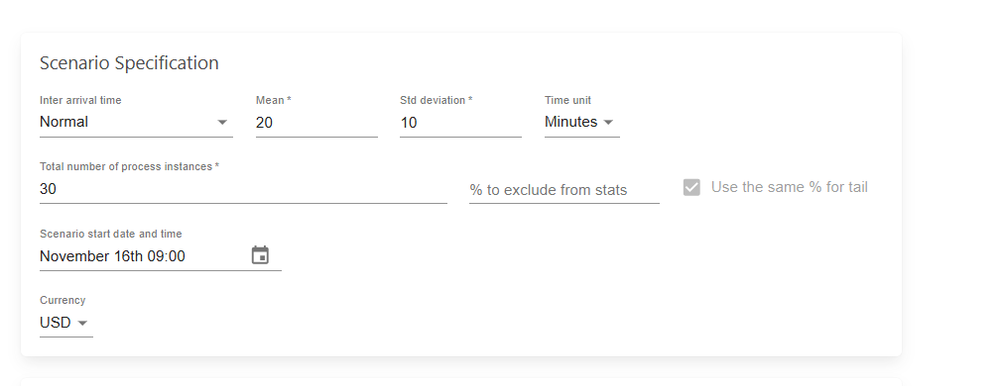 Scenario Specification
Inter arrival time Mean * Std deviation * Time unit
Normal 20 10 Minutes
Total number of process instances *
30 % to exclude from stats Use the same % for tail
Scenario start date and time
November 16th 09:00
Currency
USD